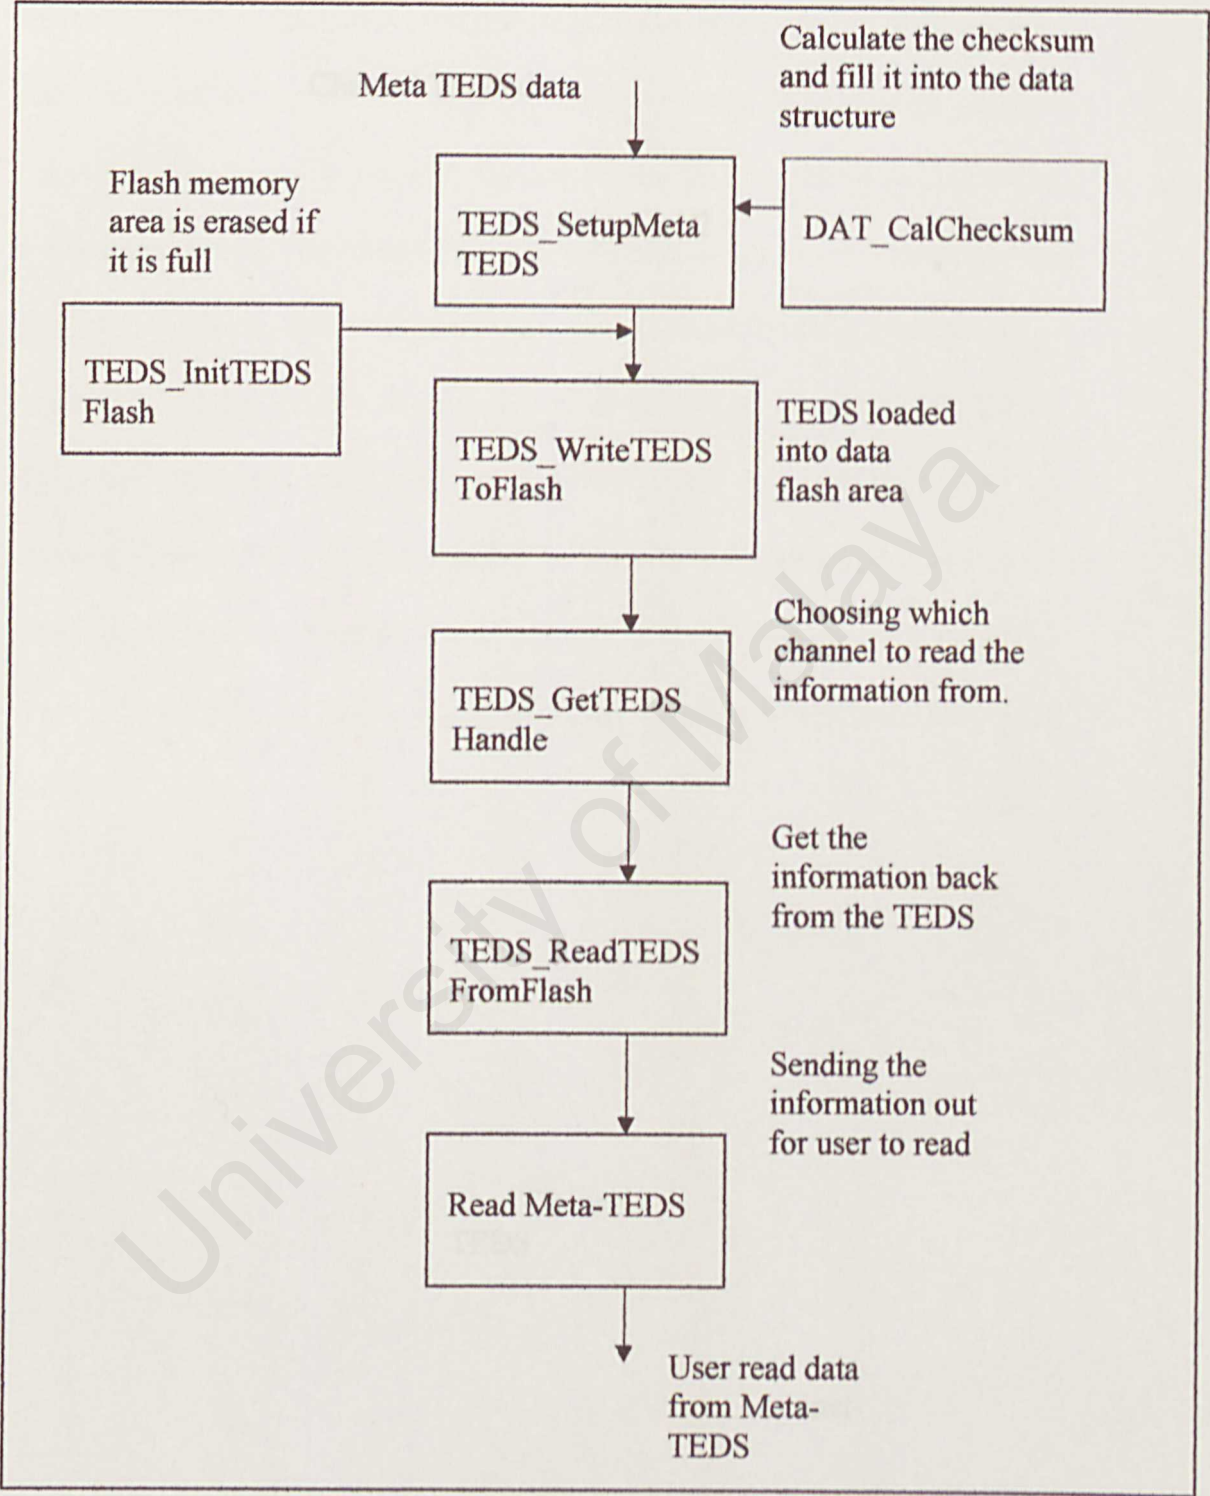 Meta TEDS data
Calculate the checksum
and fill it into the data
structure
Flash memory
area is erased if
it is full
TEDS_SetupMeta
TEDS
DAT_CalChecksum
TEDS_InitTEDS
Flash
TEDS_WriteTEDS
ToFlash
TEDS loaded
into data
flash area
Choosing which
channel to read the
information from.
TEDS_GetTEDS
Handle
Get the
information back
from the TEDS
TEDS_ReadTEDS
FromFlash
Sending the
information out
for user to read
Read Meta-TEDS
User read data
from Meta-
TEDS
University of Malaya